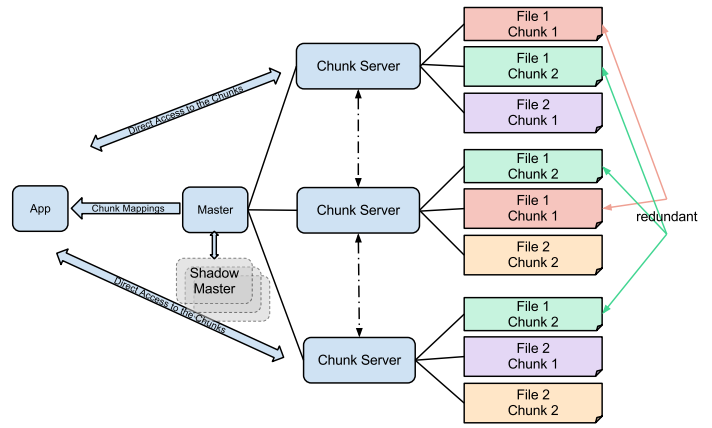 File 1
Chunk 1
Chunk Server
File 1
Chunk 2
Direct Access to the Chunks
File 2
Chunk 1
File 1
Chunk 2
App
Chunk Mappings
Master
Chunk Server
File 1
Chunk 1
redundant
File 2
Chunk 2
Shadow
Master
Direct Access to the Chunks
File 1
Chunk 2
Chunk Server
File 2
Chunk 1
File 2
Chunk 2